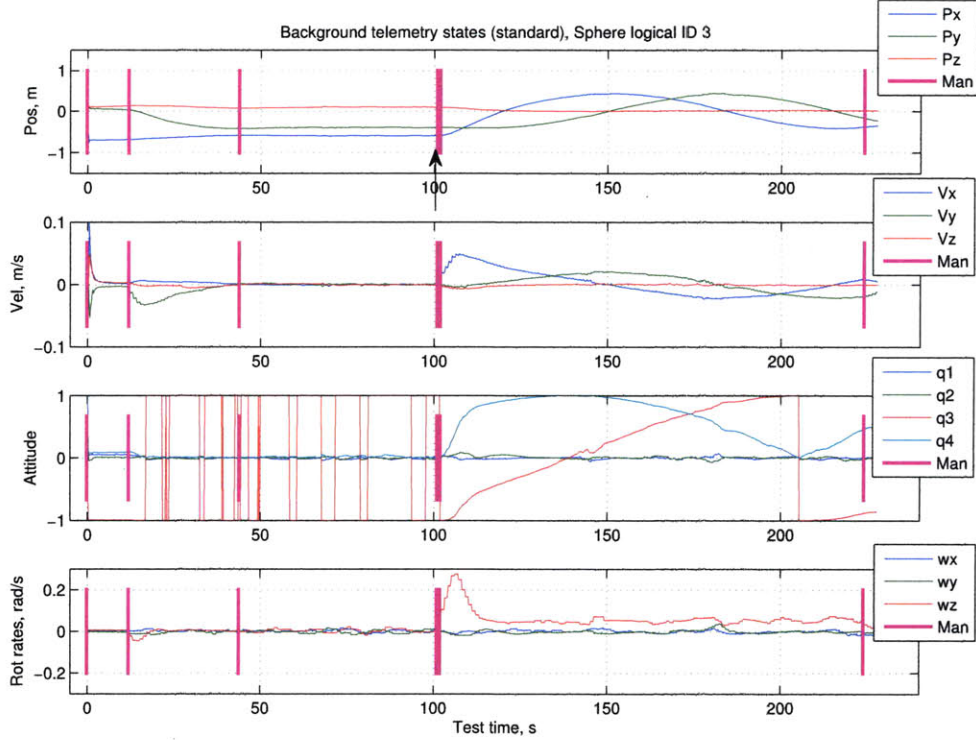 Background telemetry states (standard), Sphere logical ID 3
Px
Py
Pz
Man
Pos, m
1
0
−1
0 50 100 150 200
Vx
Vy
Vz
Man
Vel, m/s
0.1
0
−0.1
0 50 100 150 200
q1
q2
q3
q4
Man
Attitude
1
0
−1
0 50 100 150 200
wx
wy
wz
Man
Rot rates, rad/s
0.2
0
−0.2
0 50 100 150 200
Test time, s